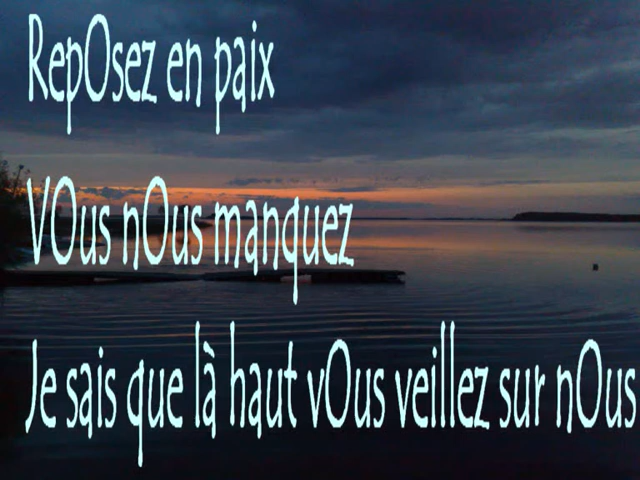 RepOsez en paix
VOus nOus manquez
Je sais que là haut vOus veillez sur nOus